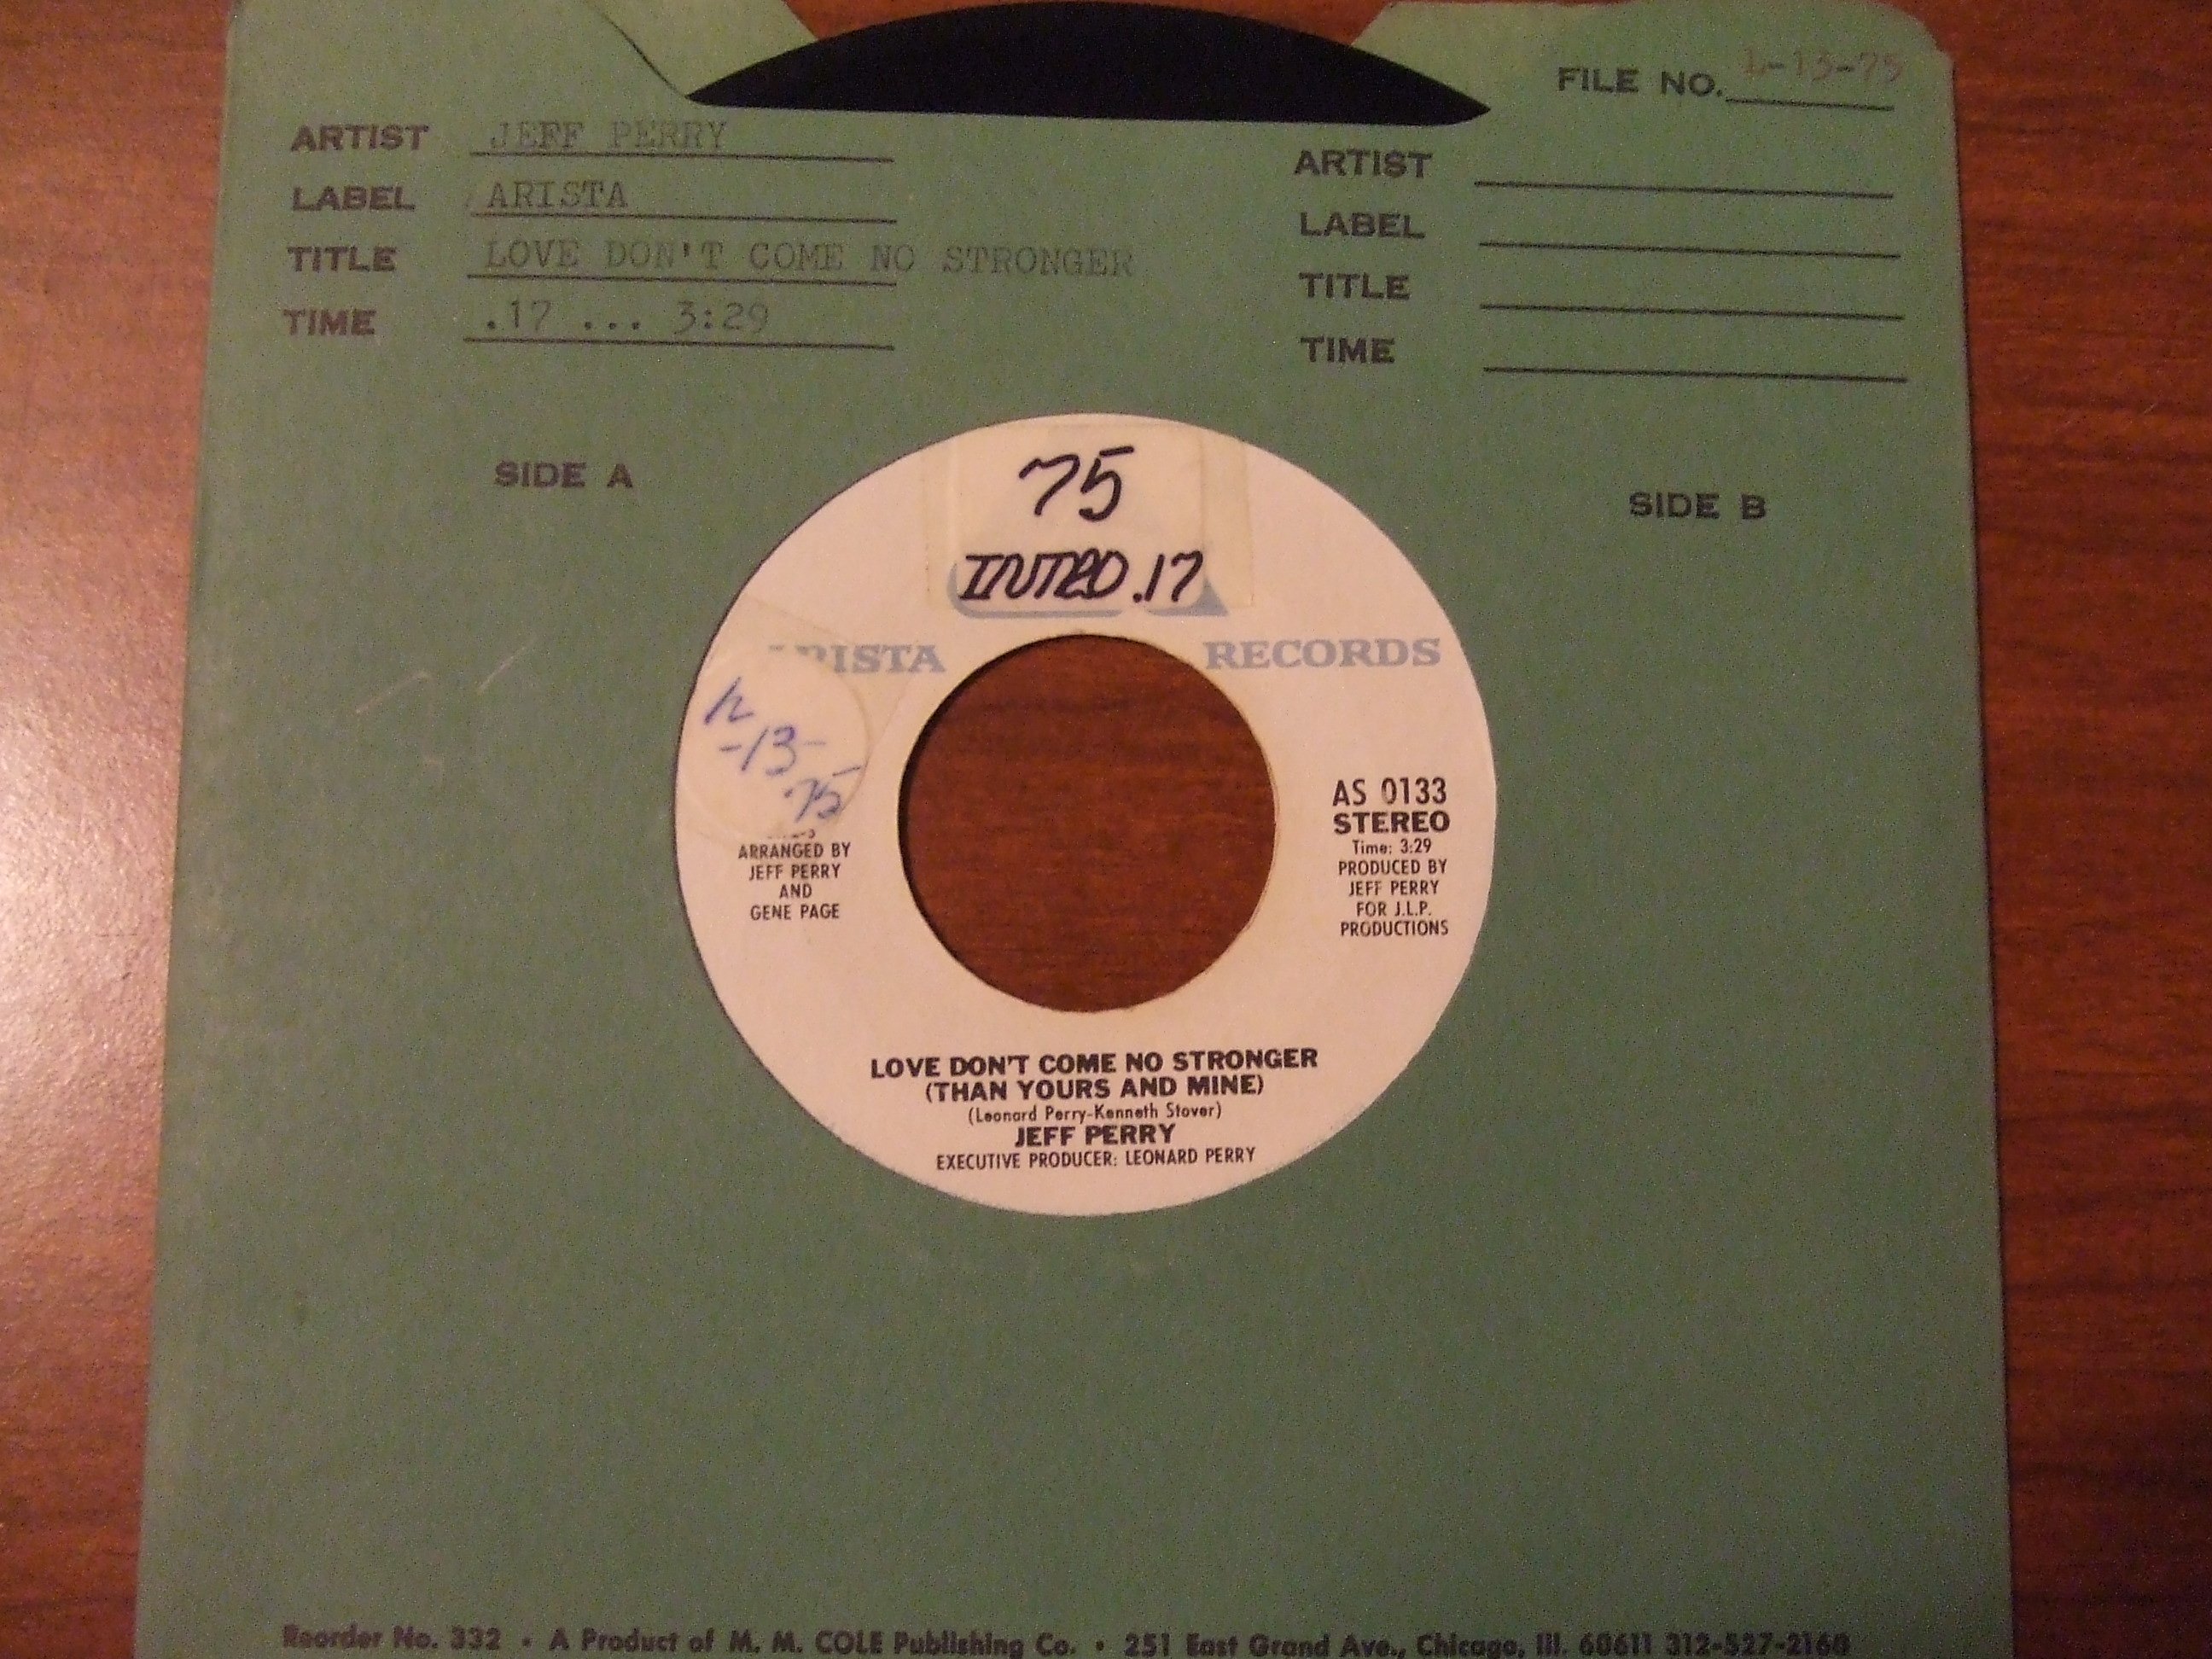 FILE NO. 1-13-75
ARTIST JEFF PERRY
LABEL ARISTA
TITLE LOVE DON'T COME NO STRONGER
TIME .17 ... 3:29
ARTIST
LABEL
TITLE
TIME
SIDE A
SIDE B
75
INTRO .17
RISTA RECORDS
12
-13-
75
ARRANGED BY
JEFF PERRY
AND
GENE PAGE
AS 0133
STEREO
Time: 3:29
PRODUCED BY
JEFF PERRY
FOR J.L.P.
PRODUCTIONS
LOVE DON'T COME NO STRONGER
(THAN YOURS AND MINE)
(Leonard Perry-Kenneth Stover)
JEFF PERRY
EXECUTIVE PRODUCER: LEONARD PERRY
Reorder No. 332 • A Product of M. M. COLE Publishing Co. • 251 East Grand Ave., Chicago, Ill. 60611 312-527-2160